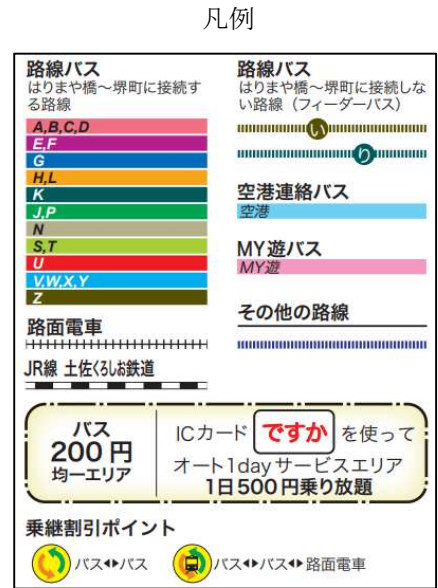 凡例
路線バス
はりまや橋～堺町に接続す
る路線
A,B,C,D
E,F
G
H,L
K
J,P
N
S,T
U
V,W,X,Y
Z
路面電車
JR線 土佐くろしお鉄道
路線バス
はりまや橋～堺町に接続しな
い路線（フィーダーバス）
い
り
空港連絡バス
空港
MY遊バス
MY遊
その他の路線
バス
200円
均一エリア
ICカード ですか を使って
オート1dayサービスエリア
1日500円乗り放題
乗継割引ポイント
バス◆▶バス
バス◆▶バス◆▶路面電車